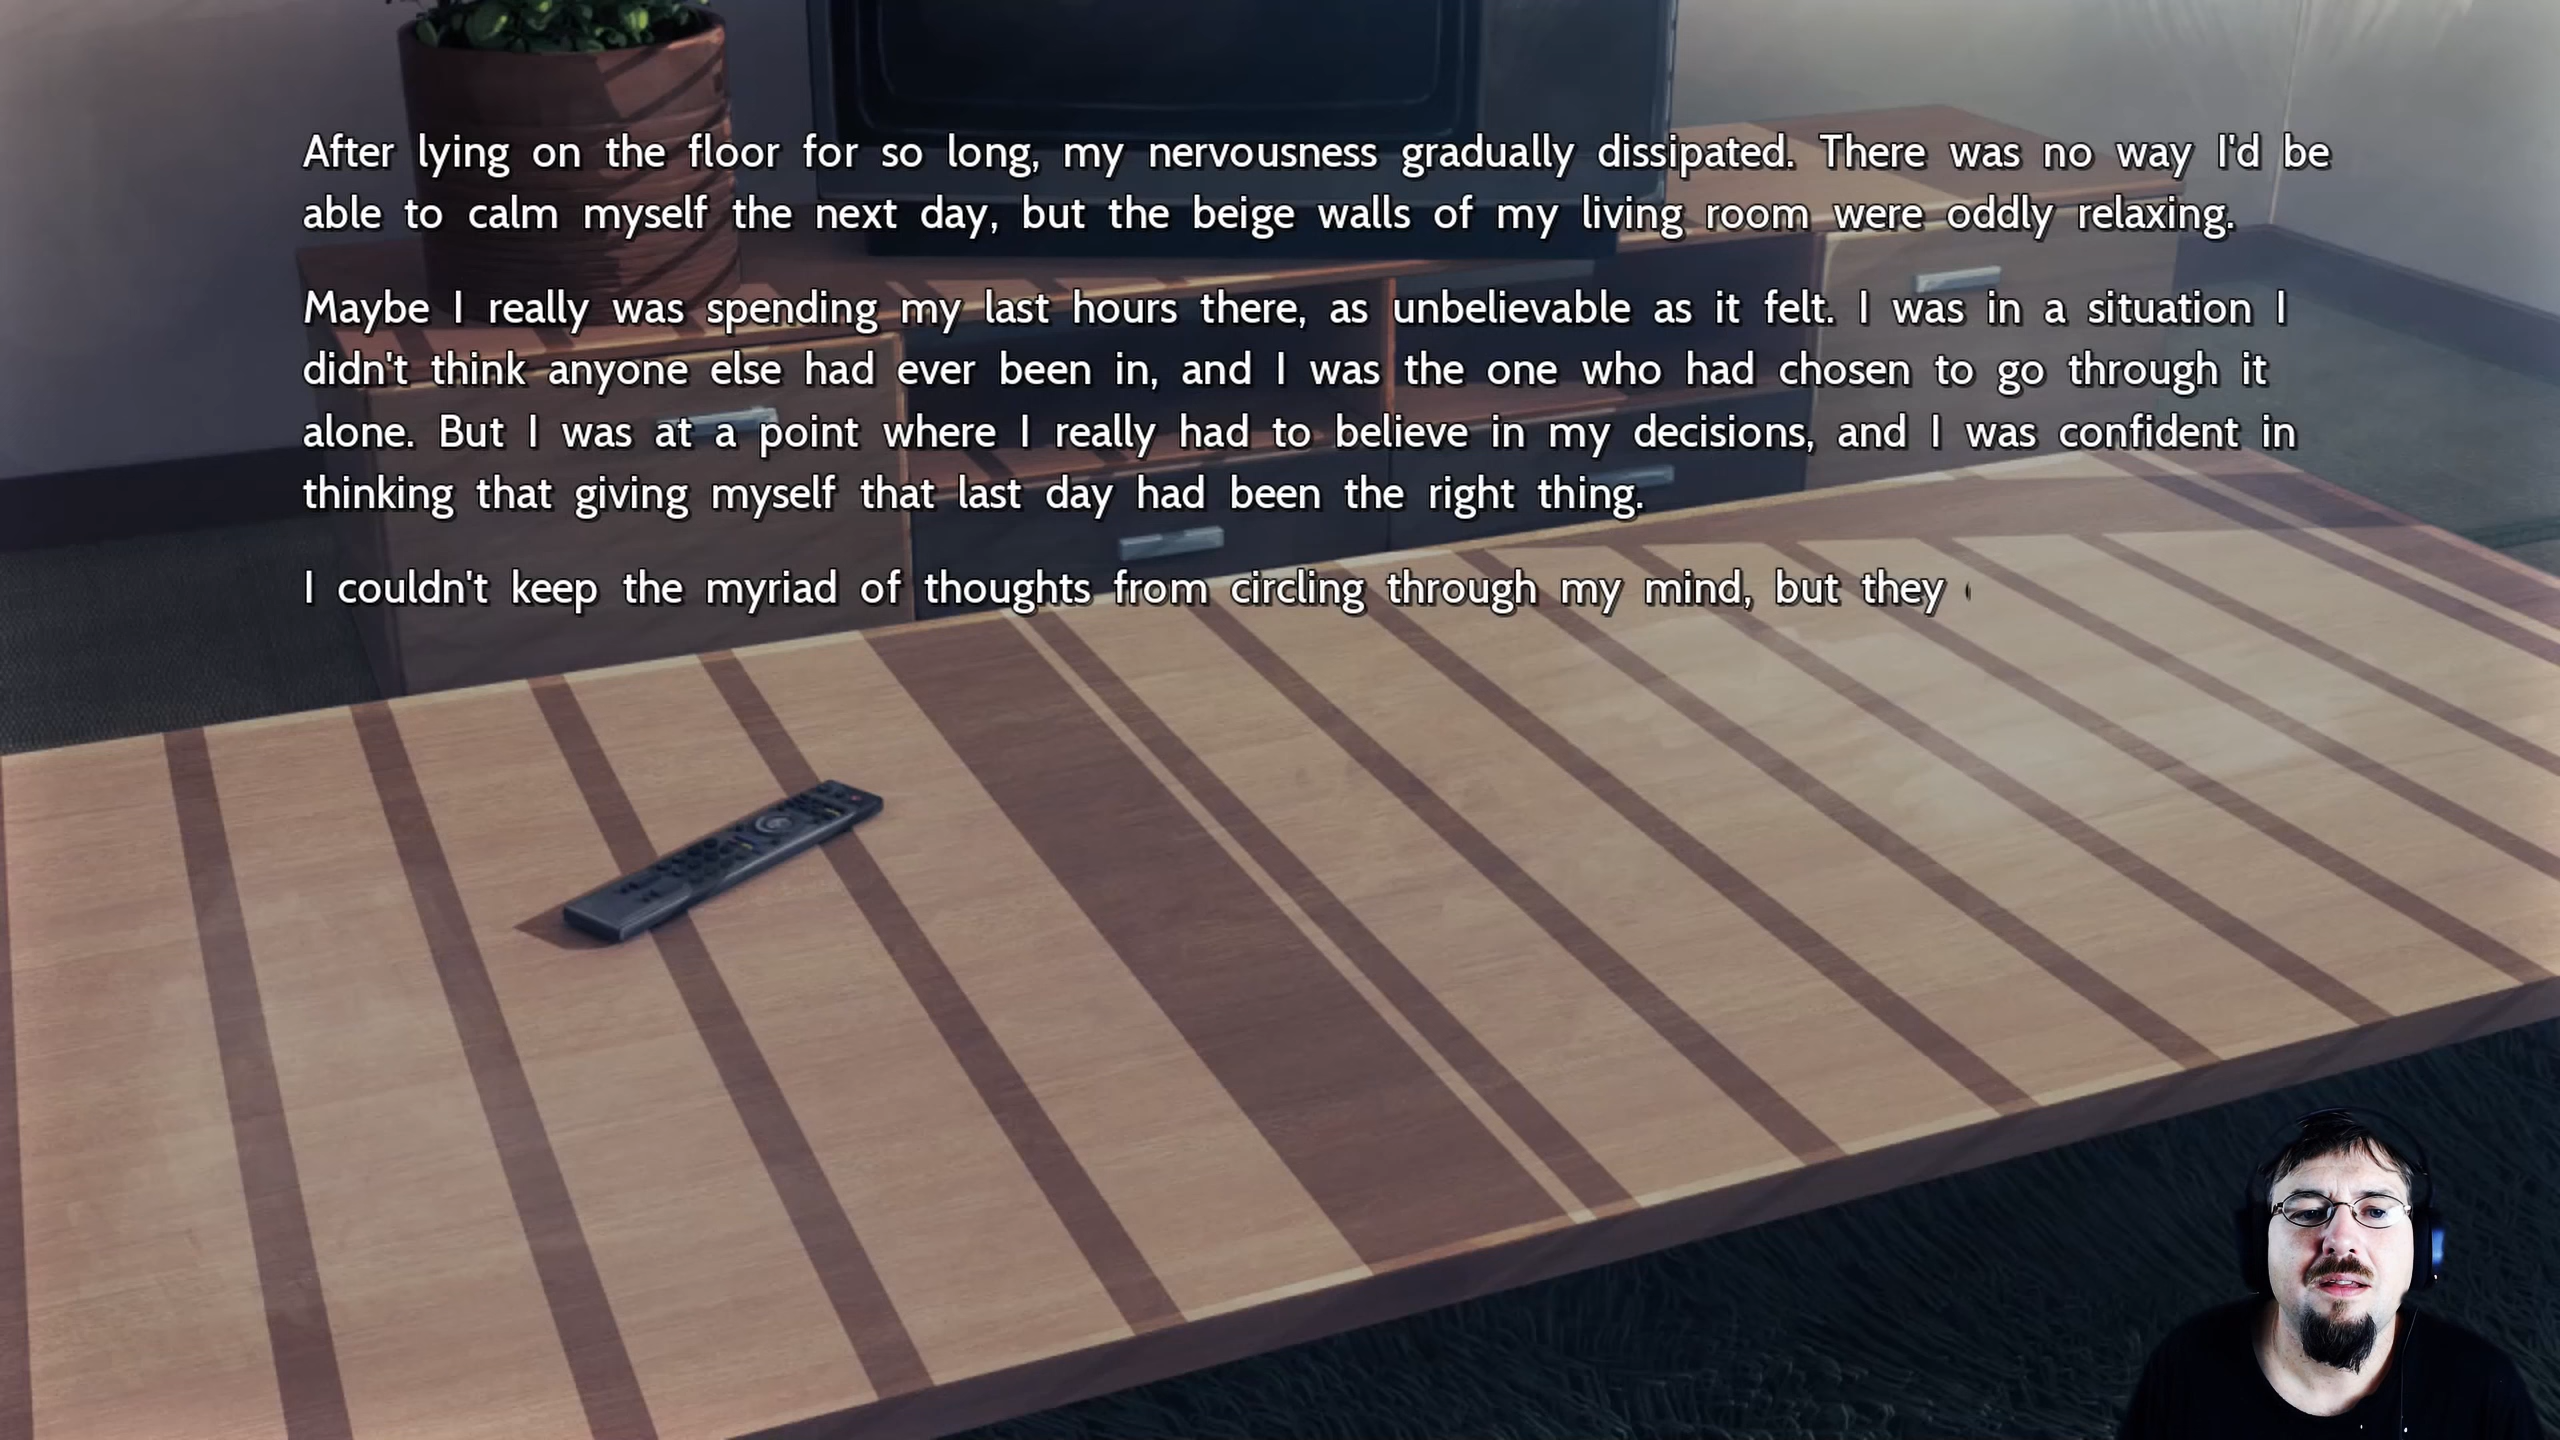 After lying on the floor for so long, my nervousness gradually dissipated. There was no way I'd be
able to calm myself the next day, but the beige walls of my living room were oddly relaxing.
Maybe I really was spending my last hours there, as unbelievable as it felt. I was in a situation I
didn't think anyone else had ever been in, and I was the one who had chosen to go through it
alone. But I was at a point where I really had to believe in my decisions, and I was confident in
thinking that giving myself that last day had been the right thing.
I couldn't keep the myriad of thoughts from circling through my mind, but they